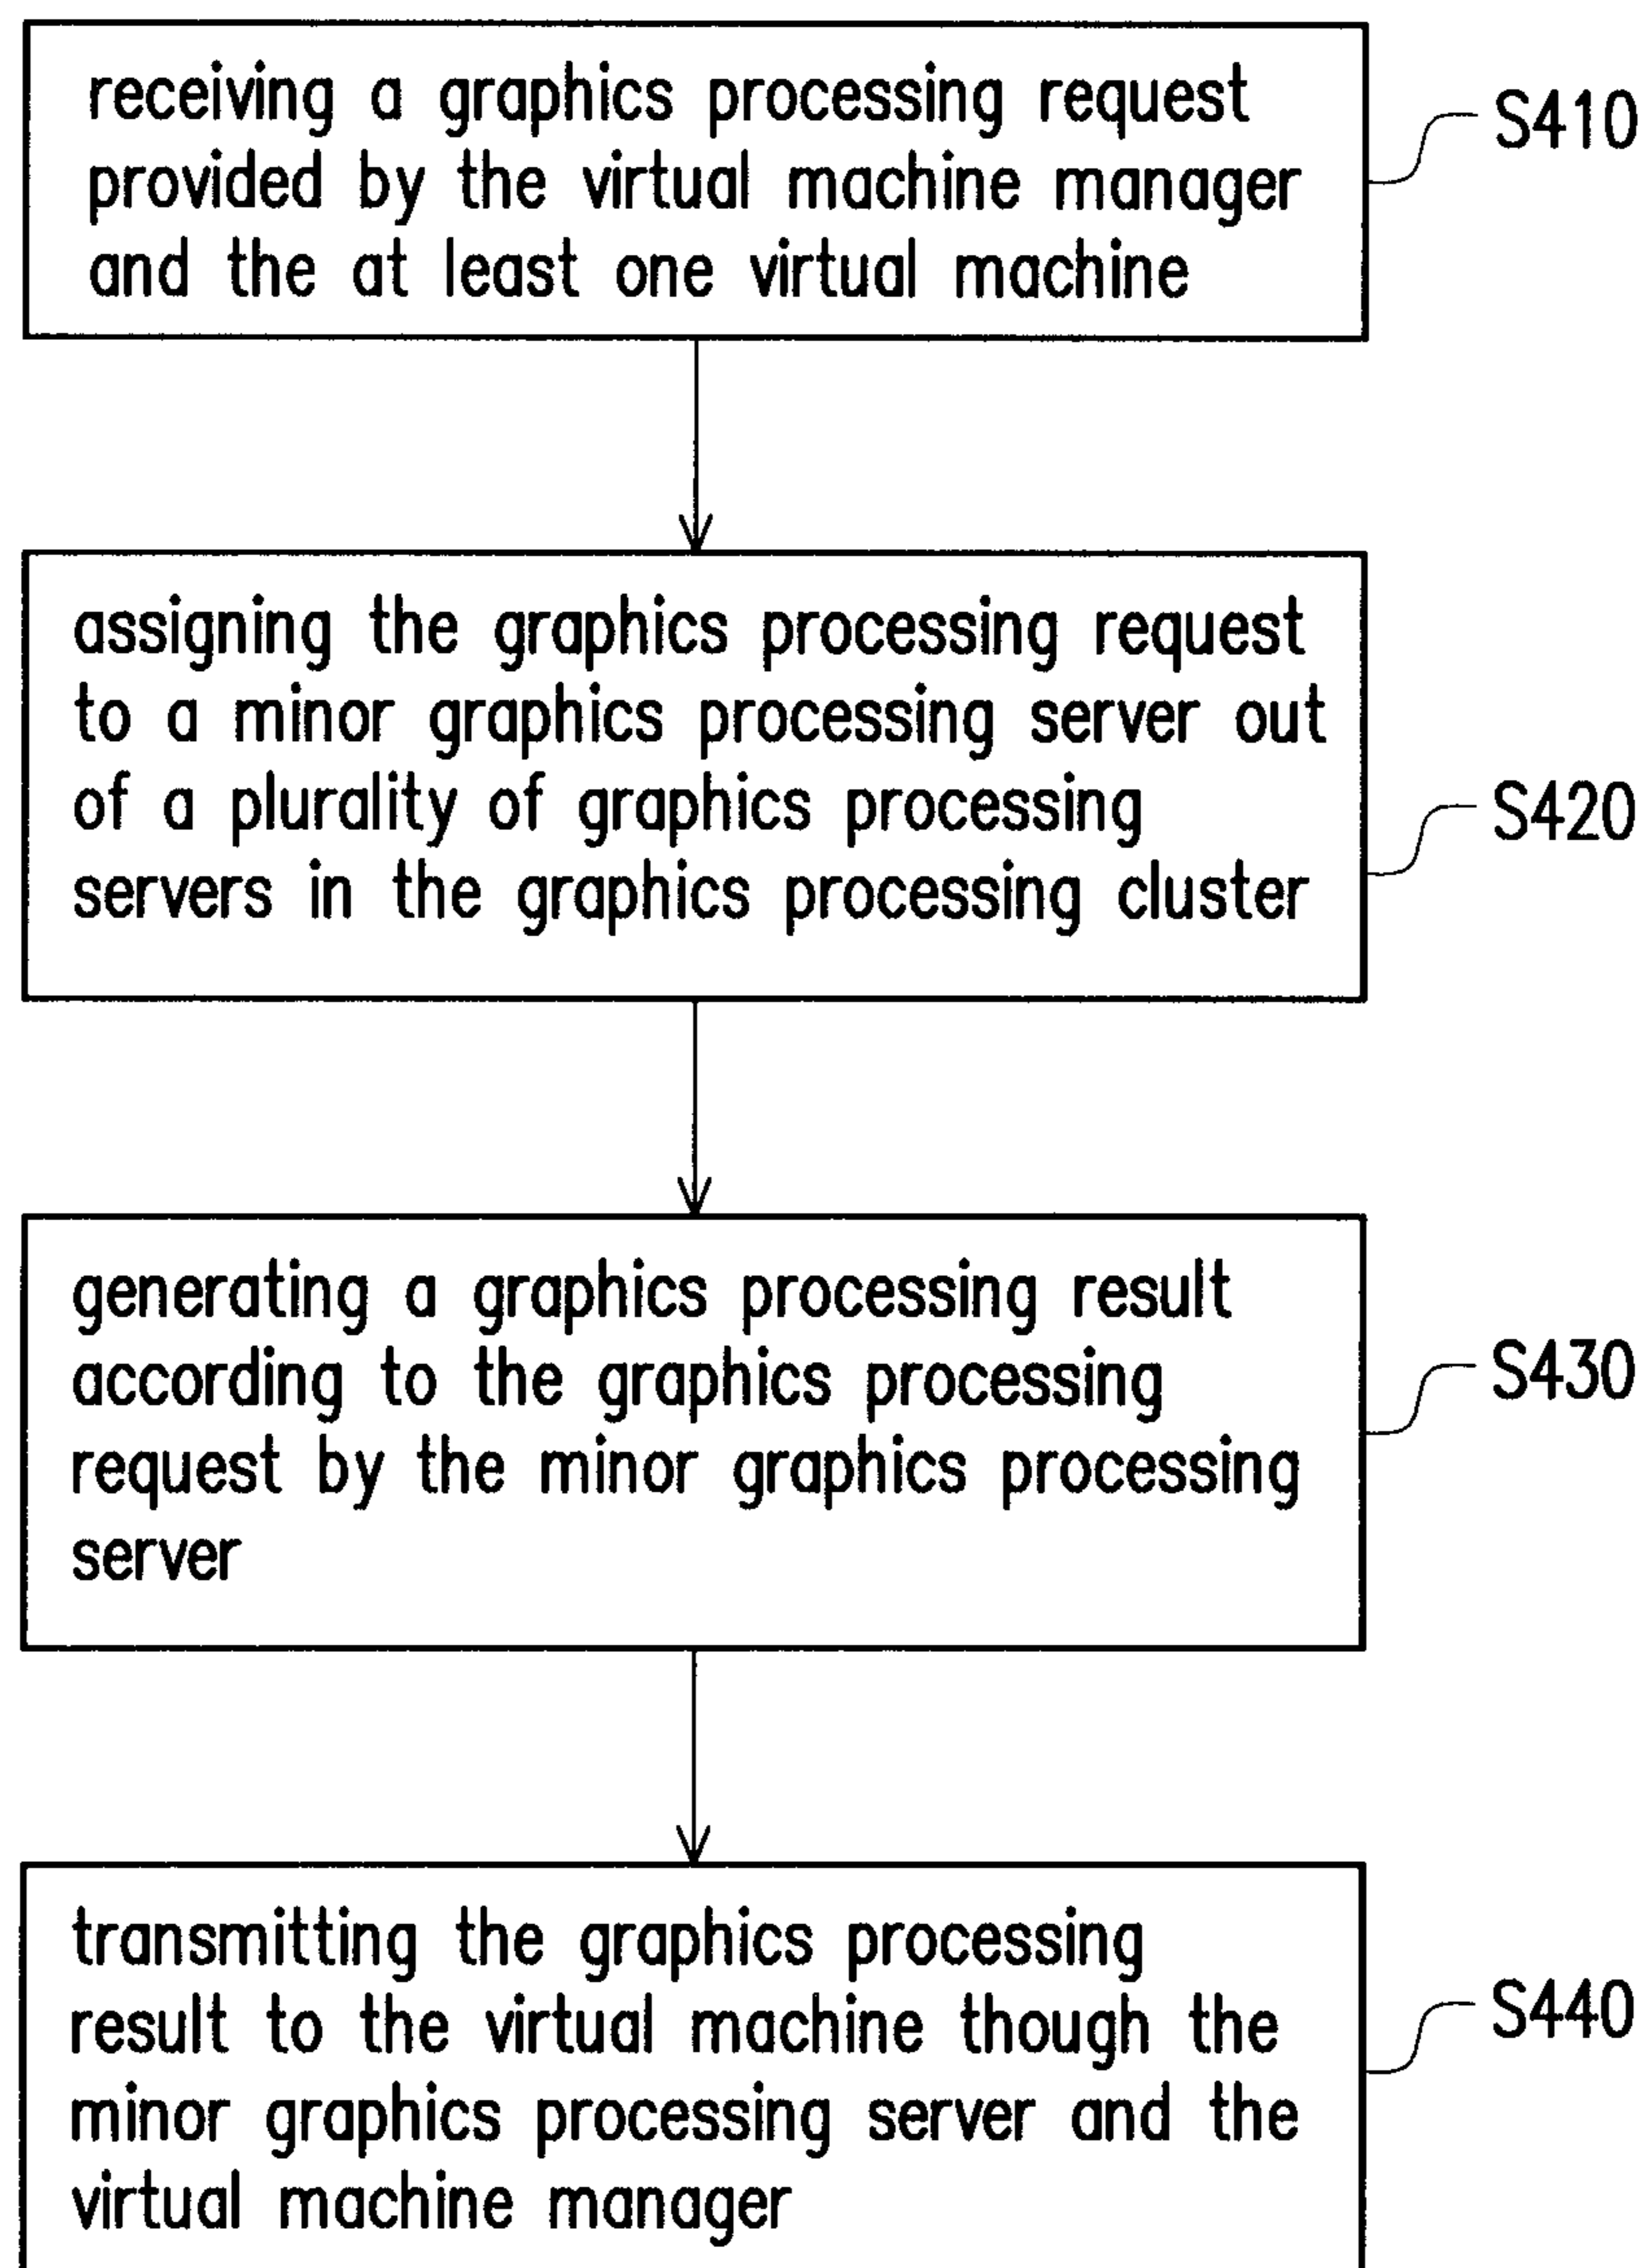 receiving a graphics processing request
provided by the virtual machine manager
and the at least one virtual machine
S410
assigning the graphics processing request
to a minor graphics processing server out
of a plurality of graphics processing
servers in the graphics processing cluster
S420
generating a graphics processing result
according to the graphics processing
request by the minor graphics processing
server
S430
transmitting the graphics processing
result to the virtual machine though the
minor graphics processing server and the
virtual machine manager
S440